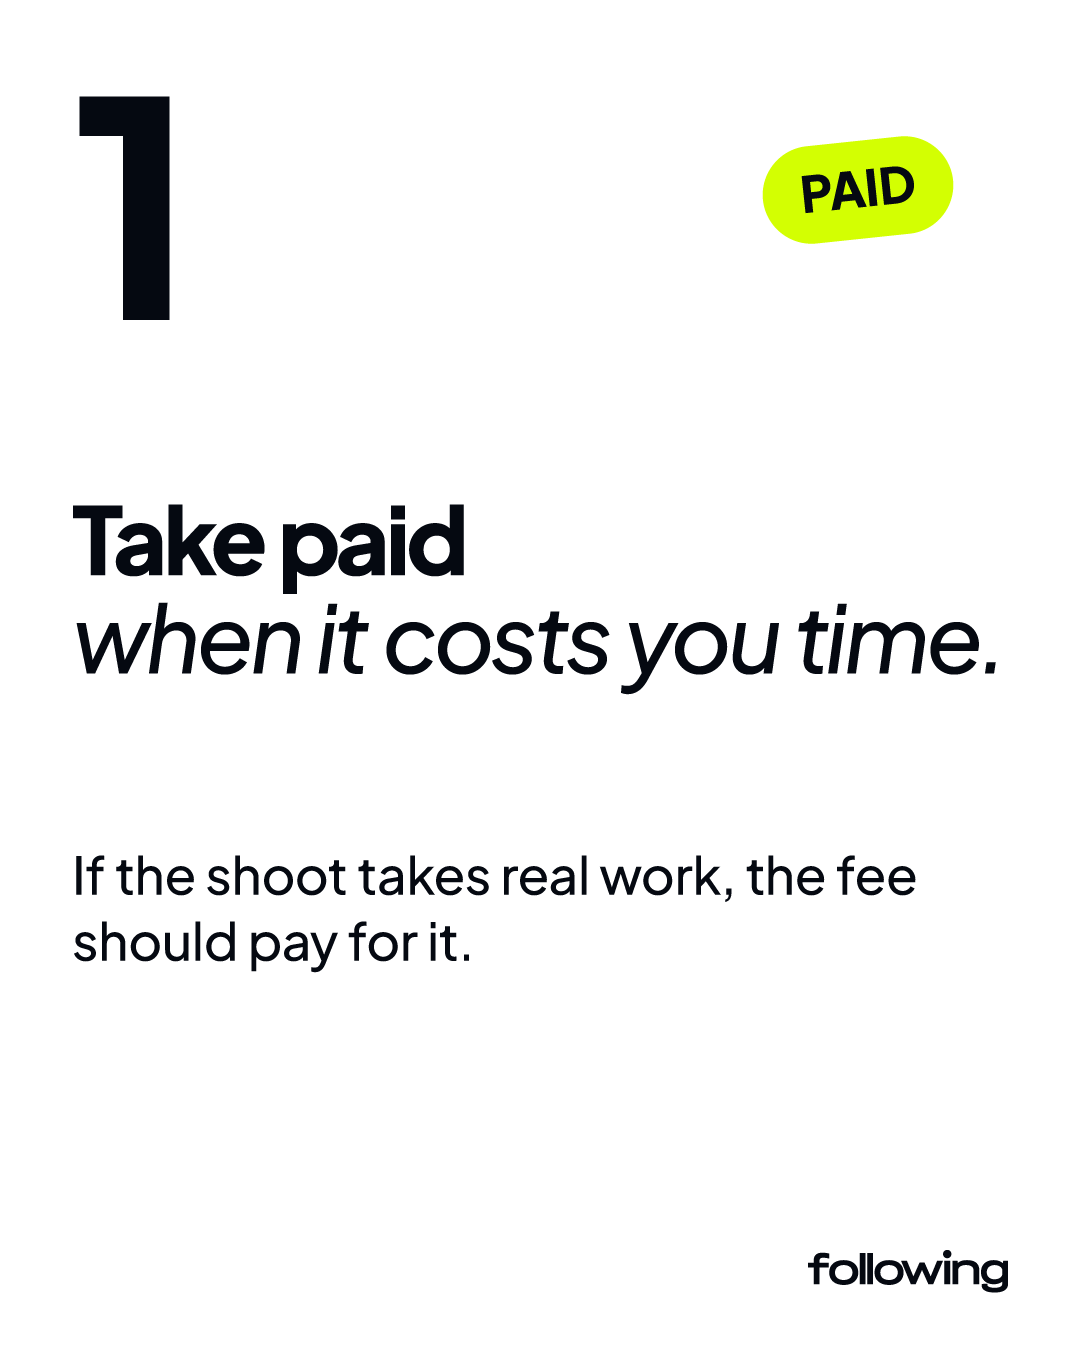 1
PAID
Take paid
when it costs you time.
If the shoot takes real work, the fee
should pay for it.
following